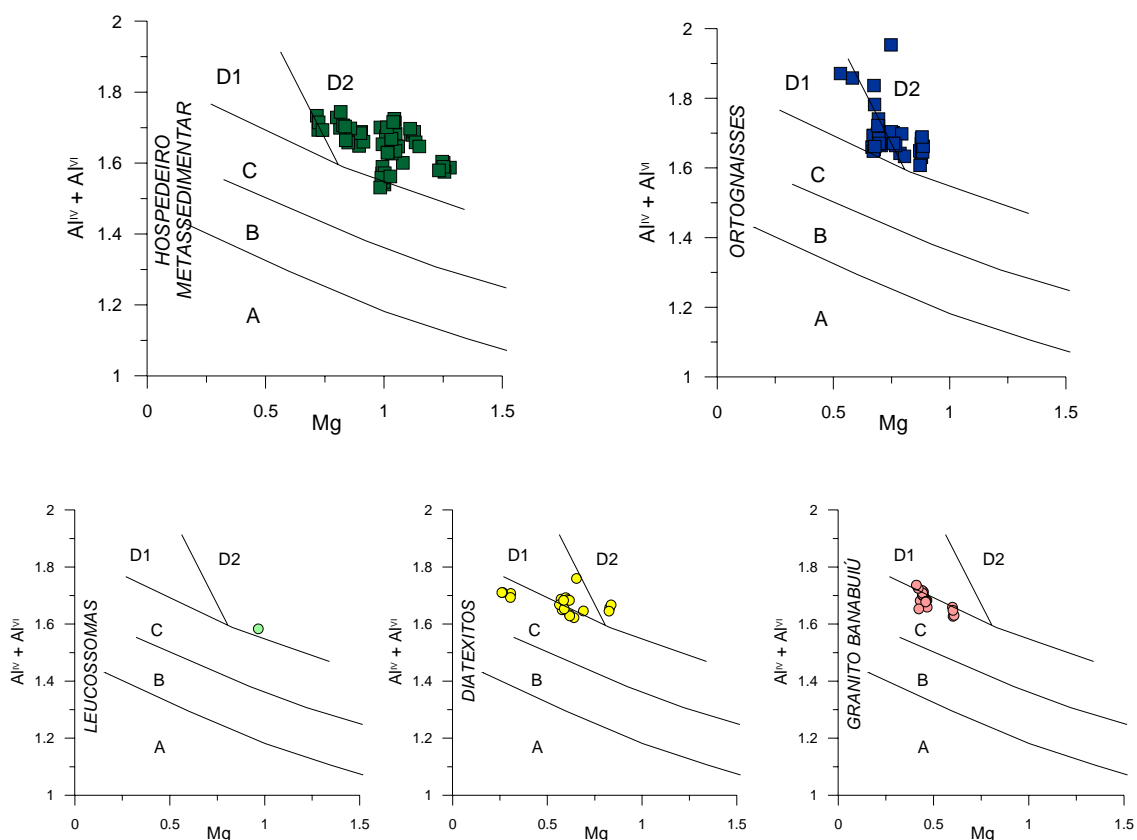 2
1.8
1.6
1.4
1.2
1
Al^IV + Al^VI
HOSPEDEIRO
METASSEDIMENTAR
D1
D2
C
B
A
0
0.5
1
1.5
Mg
2
1.8
1.6
1.4
1.2
1
Al^IV + Al^VI
ORTOGNAISSES
D1
D2
C
B
A
0
0.5
1
1.5
Mg
2
1.8
1.6
1.4
1.2
1
Al^IV + Al^VI
LEUCOSSOMAS
D1
D2
C
B
A
0
0.5
1
1.5
Mg
2
1.8
1.6
1.4
1.2
1
Al^IV + Al^VI
DIATEXITOS
D1
D2
C
B
A
0
0.5
1
1.5
Mg
2
1.8
1.6
1.4
1.2
1
Al^IV + Al^VI
GRANITO BANABUIÚ
D1
D2
C
B
A
0
0.5
1
1.5
Mg